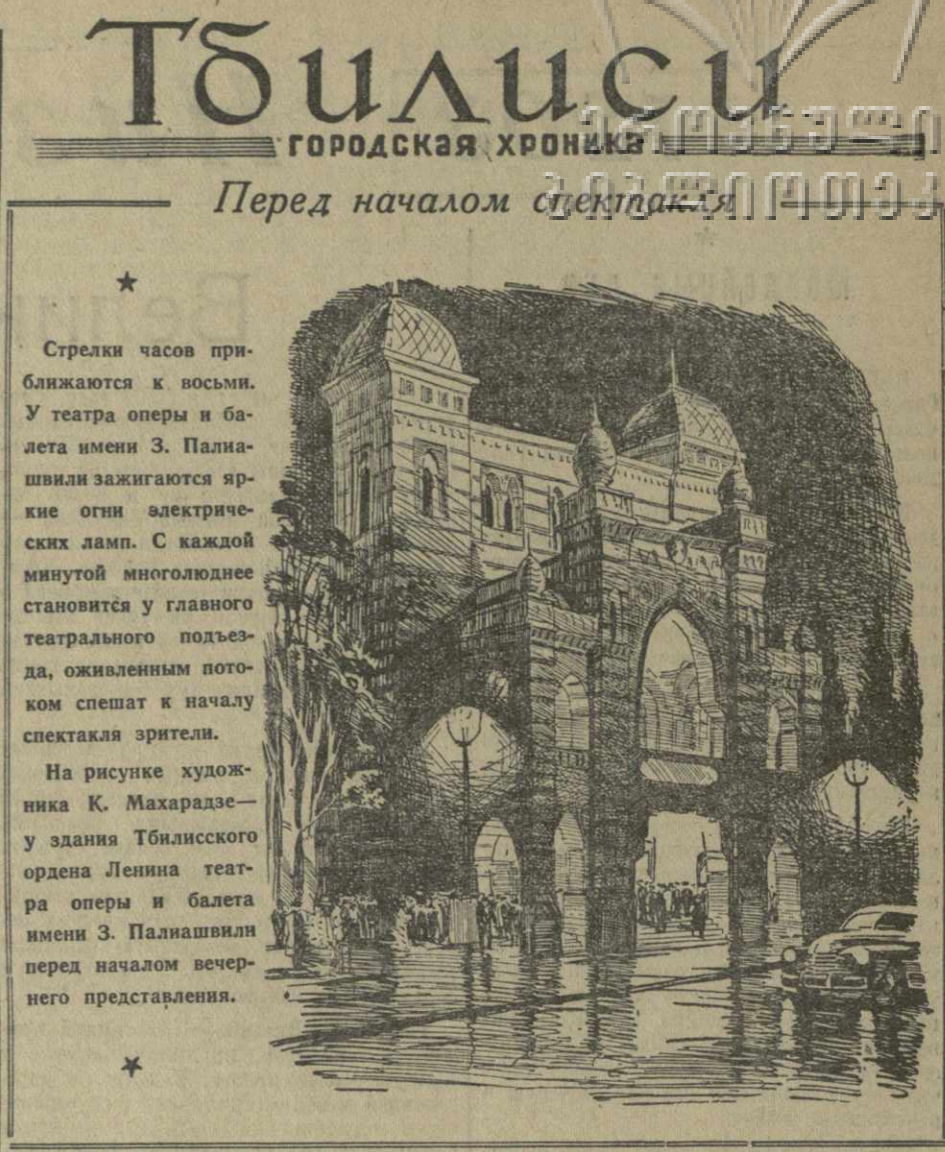 Тбилиси
ГОРОДСКАЯ ХРОНИКА
ეროვნული
ბიბლიოთეკა
Перед началом спектакля
Стрелки часов при-
ближаются к восьми.
У театра оперы и ба-
лета имени З. Палиа-
швили зажигаются яр-
кие огни электриче-
ских ламп. С каждой
минутой многолюднее
становится у главного
театрального подъез-
да, оживленным пото-
ком спешат к началу
спектакля зрители.
На рисунке худож-
ника К. Махарадзе—
у здания Тбилисского
ордена Ленина теат-
ра оперы и балета
имени З. Палиашвили
перед началом вечер-
него представления.